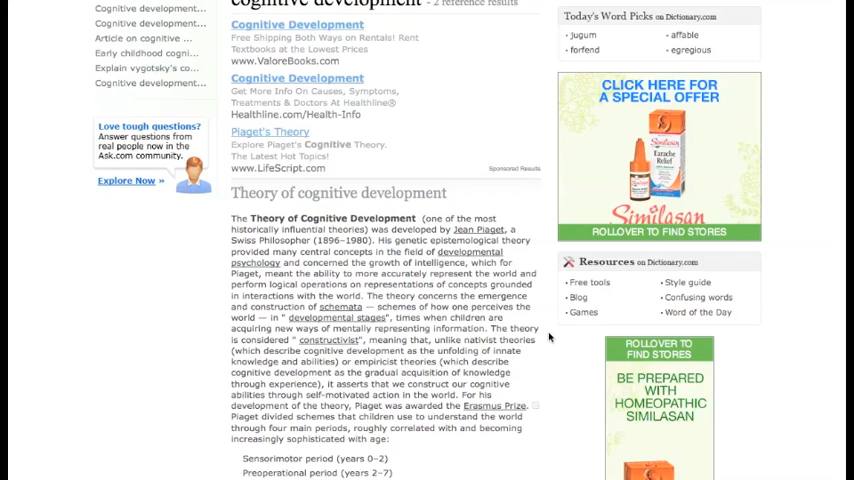 cognitive development - 2 reference results
Cognitive development...
Cognitive development...
Article on cognitive ...
Early childhood cogni...
Explain vygotsky's co...
Cognitive development...
Love tough questions?
Answer questions from
real people now in the
Ask.com community.
Explore Now »
Cognitive Development
Free Shipping Both Ways on Rentals! Rent
Textbooks at the Lowest Prices
www.ValoreBooks.com
Cognitive Development
Get More Info On Causes, Symptoms,
Treatments & Doctors At Healthline®
Healthline.com/Health-Info
Piaget's Theory
Explore Piaget's Cognitive Theory.
The Latest Hot Topics!
www.LifeScript.com
Sponsored Results
Theory of cognitive development
The Theory of Cognitive Development (one of the most
historically influential theories) was developed by Jean Piaget, a
Swiss Philosopher (1896–1980). His genetic epistemological theory
provided many central concepts in the field of developmental
psychology and concerned the growth of intelligence, which for
Piaget, meant the ability to more accurately represent the world and
perform logical operations on representations of concepts grounded
in interactions with the world. The theory concerns the emergence
and construction of schemata — schemes of how one perceives the
world — in " developmental stages", times when children are
acquiring new ways of mentally representing information. The theory
is considered " constructivist", meaning that, unlike nativist theories
(which describe cognitive development as the unfolding of innate
knowledge and abilities) or empiricist theories (which describe
cognitive development as the gradual acquisition of knowledge
through experience), it asserts that we construct our cognitive
abilities through self-motivated action in the world. For his
development of the theory, Piaget was awarded the Erasmus Prize.
Piaget divided schemes that children use to understand the world
through four main periods, roughly correlated with and becoming
increasingly sophisticated with age:
Sensorimotor period (years 0–2)
Preoperational period (years 2–7)
Today's Word Picks on Dictionary.com
• jugum • affable
• forfend • egregious
CLICK HERE FOR
A SPECIAL OFFER
Similasan
Earache
Relief
Similasan
ROLLOVER TO FIND STORES
Resources on Dictionary.com
• Free tools • Style guide
• Blog • Confusing words
• Games • Word of the Day
ROLLOVER TO
FIND STORES
BE PREPARED
WITH
HOMEOPATHIC
SIMILASAN